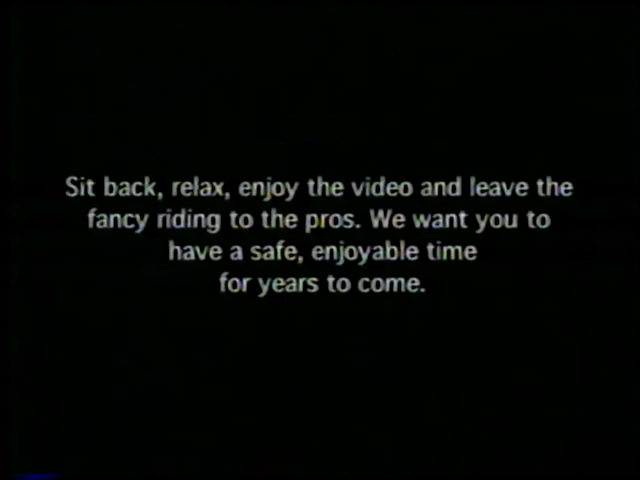 Sit back, relax, enjoy the video and leave the
fancy riding to the pros. We want you to
have a safe, enjoyable time
for years to come.